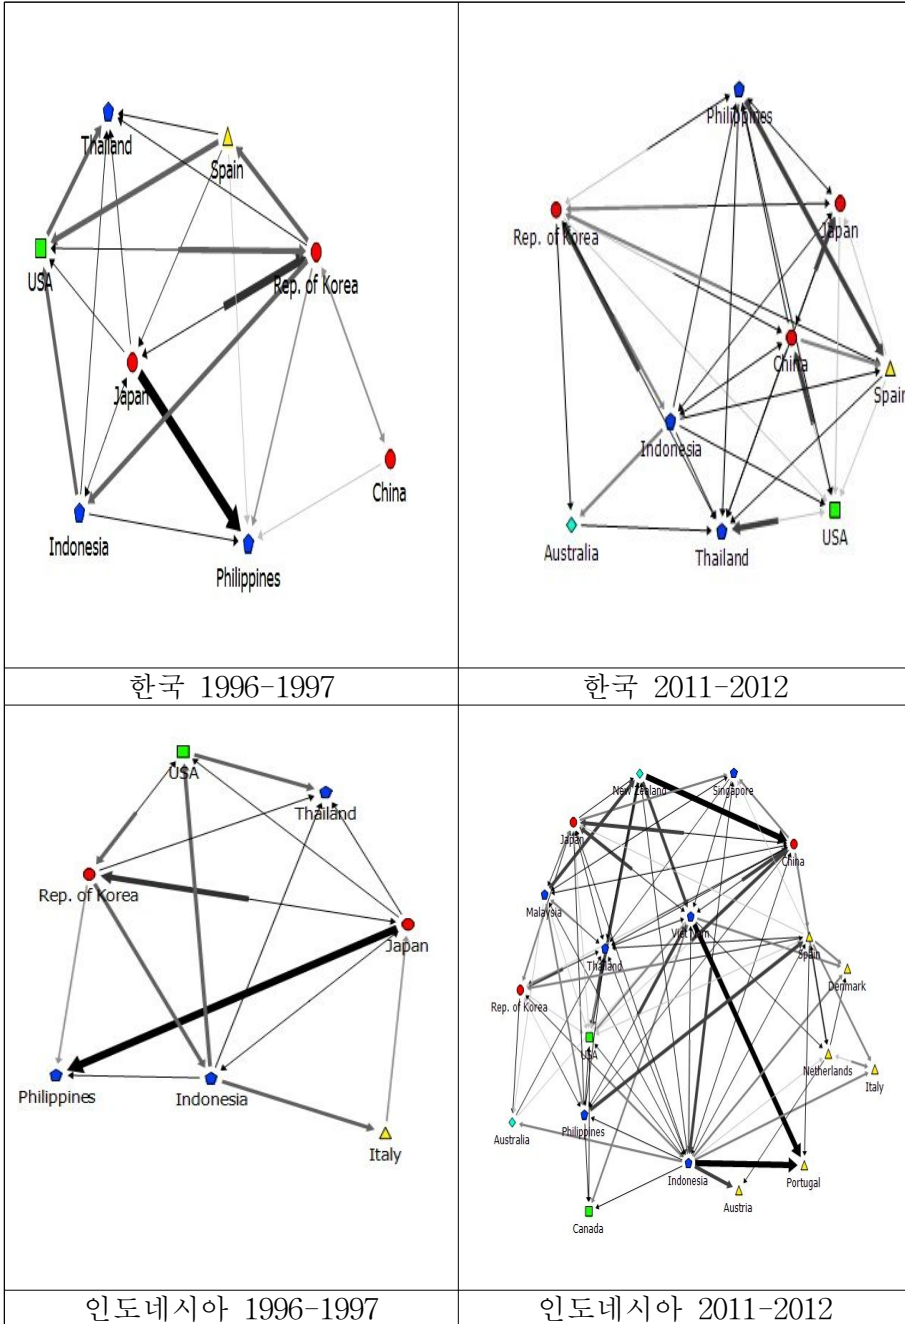 Thailand
Spain
USA
Rep. of Korea
Japan
China
Indonesia
Philippines
한국 1996-1997
Philippines
Rep. of Korea
Japan
China
Spain
Indonesia
Australia
Thailand
USA
한국 2011-2012
USA
Thailand
Rep. of Korea
Japan
Philippines
Indonesia
Italy
인도네시아 1996-1997
New Zealand
Singapore
Japan
China
Malaysia
Viet Nam
Spain
Thailand
Denmark
Rep. of Korea
USA
Netherlands
Italy
Australia
Philippines
Indonesia
Portugal
Austria
Canada
인도네시아 2011-2012